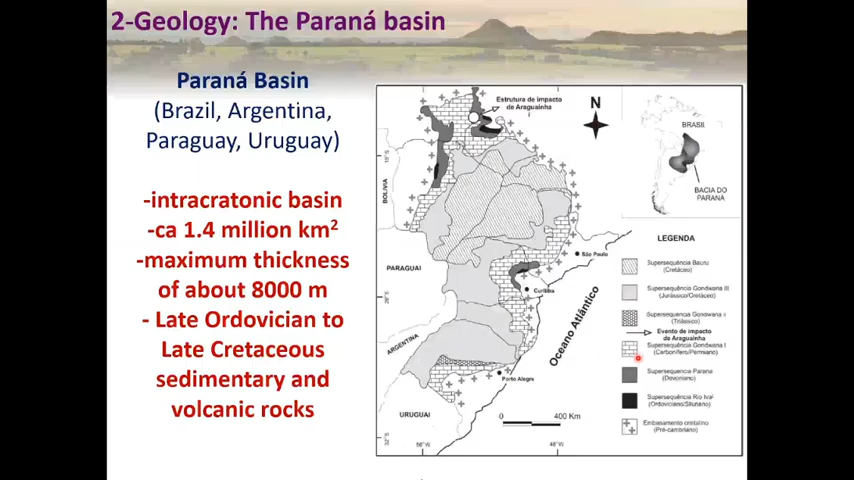 2-Geology: The Paraná basin
Paraná Basin
(Brazil, Argentina,
Paraguay, Uruguay)
-intracratonic basin
-ca 1.4 million km²
-maximum thickness
of about 8000 m
- Late Ordovician to
Late Cretaceous
sedimentary and
volcanic rocks
Estrutura de impacto
de Araguainha
N
BRASIL
BACIA DO
PARANÁ
BOLIVIA
PARAGUAI
ARGENTINA
URUGUAI
São Paulo
Curitiba
Porto Alegre
Oceano Atlântico
0 400 Km
56°W
48°W
32°S
LEGENDA
Supersequência Bauru
(Cretáceo)
Supersequência Gondwana III
(Jurássico/Cretáceo)
Supersequência Gondwana II
(Triássico)
Evento de impacto
de Araguainha
Supersequência Gondwana I
(Carbonífero/Permiano)
Supersequência Paraná
(Devoniano)
Supersequência Rio Ivaí
(Ordoviciano/Siluriano)
Embasamento cristalino
(Pré-cambriano)